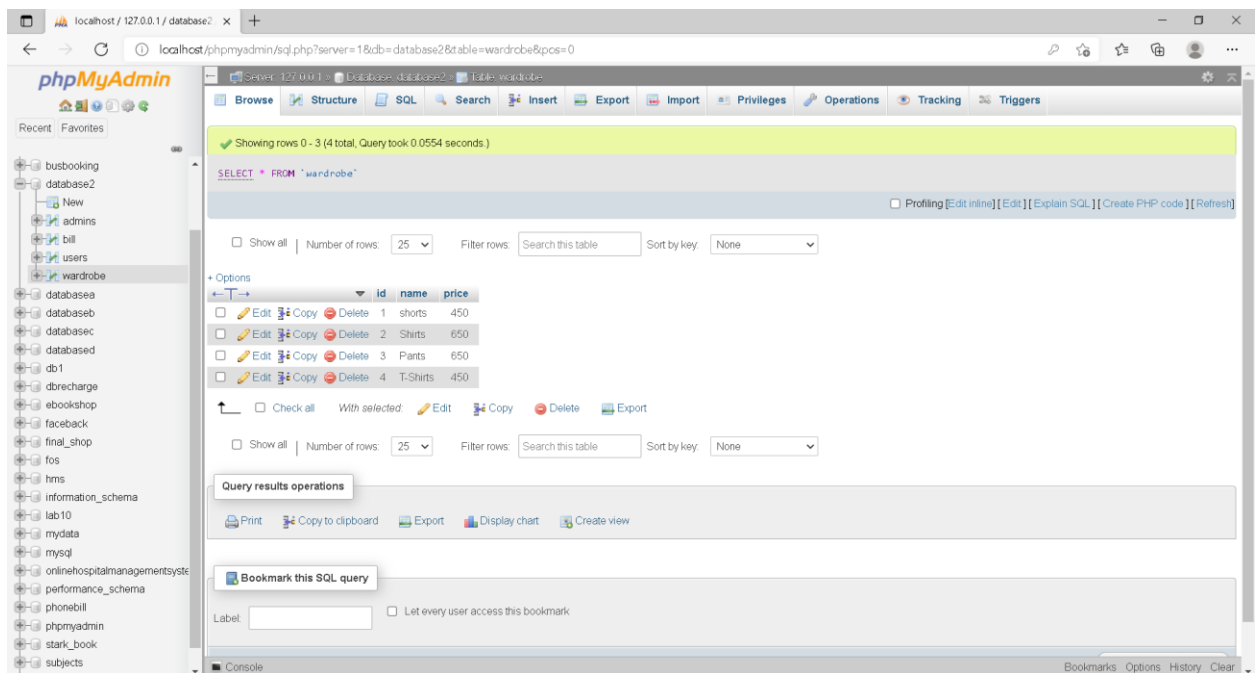 localhost / 127.0.0.1 / database2
localhost/phpmyadmin/sql.php?server=1&db=database2&table=wardrobe&pos=0
phpMyAdmin
Recent Favorites
busbooking
database2
New
admins
bill
users
wardrobe
databasea
databaseb
databasec
databased
db1
dbrecharge
ebookshop
faceback
final_shop
fos
hms
information_schema
lab10
mydata
mysql
onlinehospitalmanagementsyste
performance_schema
phonebill
phpmyadmin
stark_book
subjects
Server: 127.0.0.1 » Database: database2 » Table: wardrobe
Browse Structure SQL Search Insert Export Import Privileges Operations Tracking Triggers
Showing rows 0 - 3 (4 total, Query took 0.0554 seconds.)
SELECT * FROM `wardrobe`
Profiling [Edit inline] [ Edit ] [ Explain SQL ] [ Create PHP code ] [ Refresh]
Show all | Number of rows: 25 Filter rows: Search this table Sort by key: None
+ Options
←T→ id name price
Edit Copy Delete 1 shorts 450
Edit Copy Delete 2 Shirts 650
Edit Copy Delete 3 Pants 650
Edit Copy Delete 4 T-Shirts 450
Check all With selected: Edit Copy Delete Export
Show all | Number of rows: 25 Filter rows: Search this table Sort by key: None
Query results operations
Print Copy to clipboard Export Display chart Create view
Bookmark this SQL query
Label: Let every user access this bookmark
Console Bookmarks Options History Clear